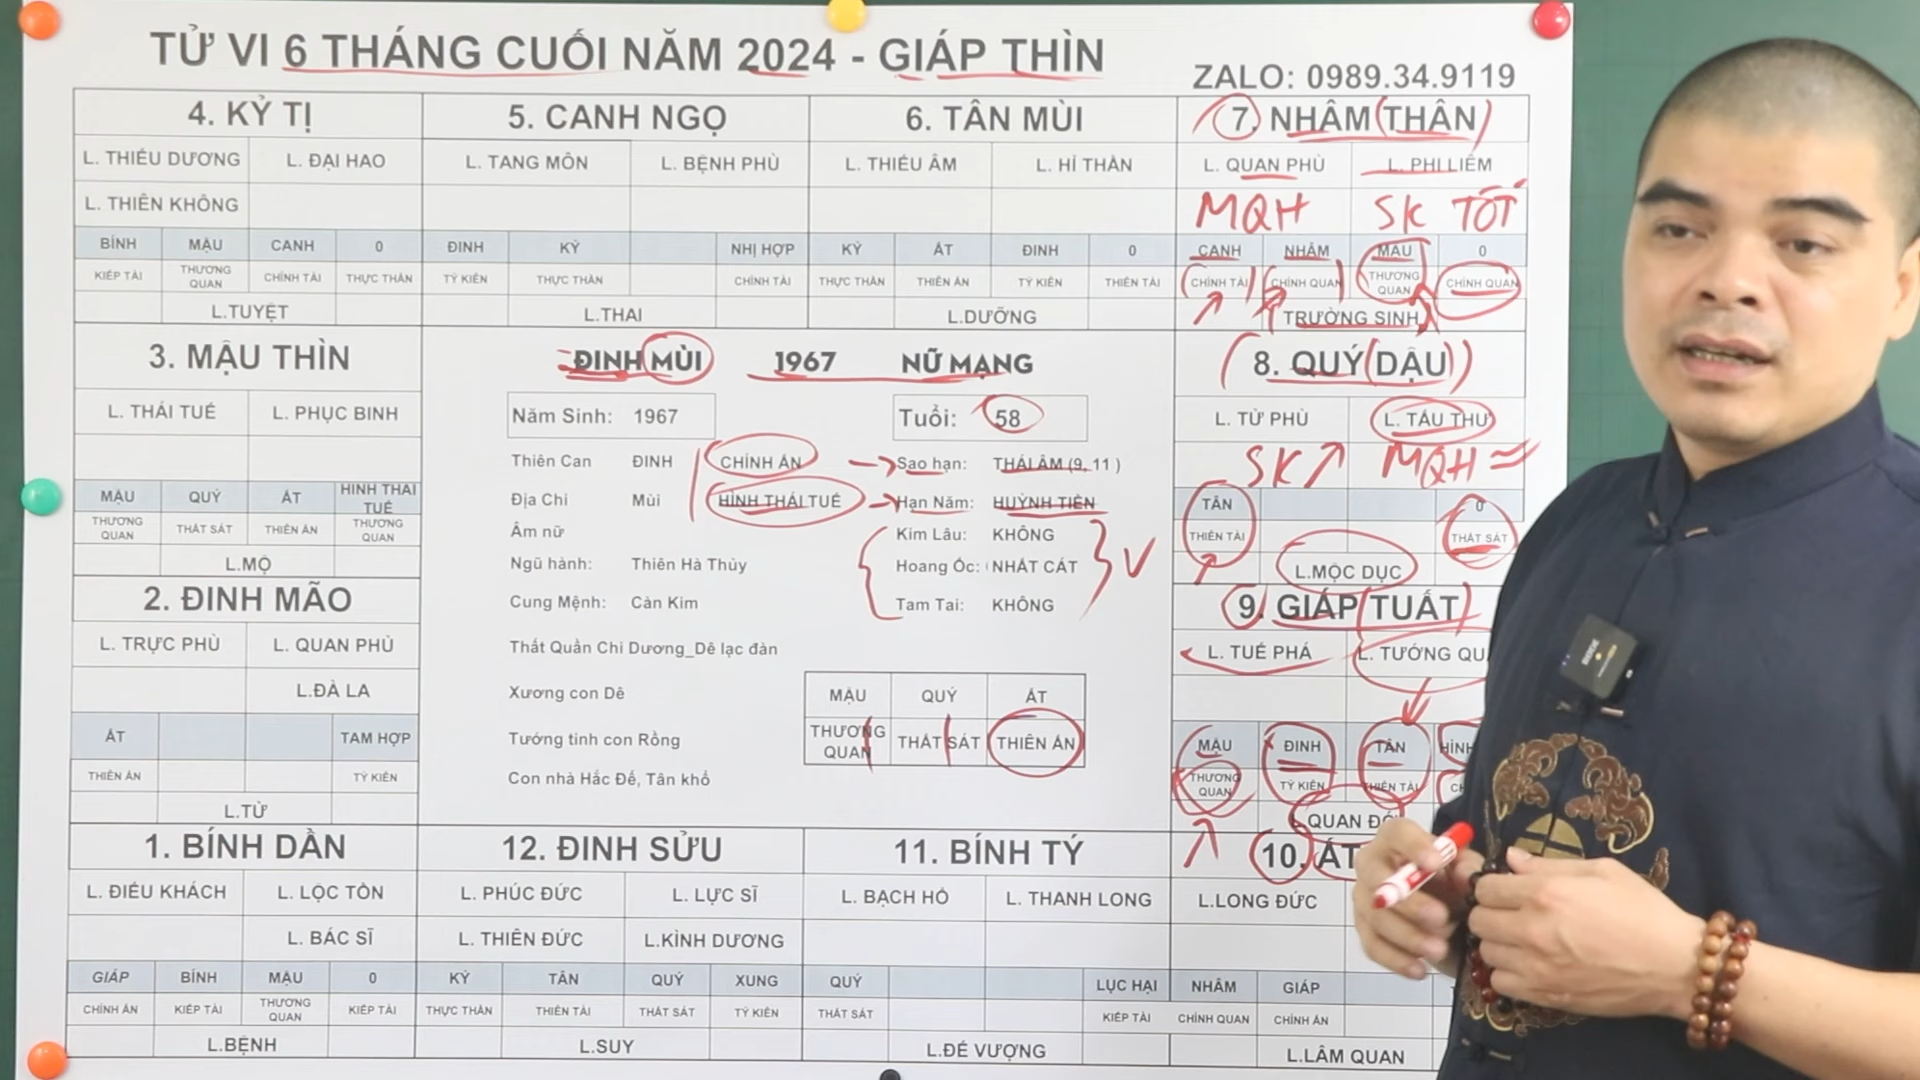 TỬ VI 6 THÁNG CUỐI NĂM 2024 - GIÁP THÌN
ZALO: 0989.34.9119
4. KỶ TỊ
L. THIẾU DƯƠNG L. ĐẠI HAO
L. THIÊN KHÔNG
BÍNH MẬU CANH 0
KIẾP TÀI THƯƠNG QUAN CHÍNH TÀI THỰC THẦN
L.TUYỆT
5. CANH NGỌ
L. TANG MÔN L. BỆNH PHÙ
ĐINH KỶ NHỊ HỢP
TỶ KIÊN THỰC THẦN CHÍNH TÀI
L.THAI
6. TÂN MÙI
L. THIẾU ÂM L. HỈ THẦN
KỶ ẤT ĐINH 0
THỰC THẦN THIÊN ẤN TỶ KIÊN THIÊN TÀI
L.DƯỠNG
7. NHÂM THÂN
L. QUAN PHÙ L. PHI LIÊM
MQH SK TỐT
CANH NHÂM MẬU 0
CHÍNH TÀI CHÍNH QUAN THƯƠNG QUAN CHÍNH QUAN
TRƯỜNG SINH
3. MẬU THÌN
L. THÁI TUẾ L. PHỤC BINH
MẬU QUÝ ẤT HÌNH THÁI TUẾ
THƯƠNG QUAN THẤT SÁT THIÊN ẤN THƯƠNG QUAN
L.MỘ
ĐINH MÙI 1967 NỮ MẠNG
Năm Sinh: 1967 Tuổi: 58
Thiên Can ĐINH CHÍNH ẤN Sao hạn: THÁI ÂM (9, 11 )
Địa Chi Mùi HÌNH THÁI TUẾ Hạn Năm: HUỲNH TIỀN
Âm nữ Kim Lâu: KHÔNG
Ngũ hành: Thiên Hà Thủy Hoang Ốc: NHẤT CÁT
Cung Mệnh: Càn Kim Tam Tai: KHÔNG
V
Thất Quần Chi Dương_Dê lạc đàn
Xương con Dê
Tướng tinh con Rồng
Con nhà Hắc Đế, Tân khổ
MẬU QUÝ ẤT
THƯƠNG QUAN THẤT SÁT THIÊN ẤN
8. QUÝ DẬU
L. TỬ PHÙ L. TẤU THƯ
SK MQH
TÂN 0
THIÊN TÀI THẤT SÁT
L.MỘC DỤC
2. ĐINH MÃO
L. TRỰC PHÙ L. QUAN PHỦ
L.ĐÀ LA
ẤT TAM HỢP
THIÊN ẤN TỶ KIÊN
L.TỬ
9. GIÁP TUẤT
L. TUẾ PHÁ L. TƯỚNG
MẬU ĐINH TÂN
THƯƠNG QUAN TỶ KIÊN THIÊN TÀI
QUAN
1. BÍNH DẦN
L. ĐIẾU KHÁCH L. LỘC TỒN
L. BÁC SĨ
GIÁP BÍNH MẬU 0
CHÍNH ẤN KIẾP TÀI THƯƠNG QUAN KIẾP TÀI
L.BỆNH
12. ĐINH SỬU
L. PHÚC ĐỨC L. LỰC SĨ
L. THIÊN ĐỨC L.KÌNH DƯƠNG
KỶ TÂN QUÝ XUNG
THỰC THẦN THIÊN TÀI THẤT SÁT TỶ KIÊN
L.SUY
11. BÍNH TÝ
L. BẠCH HỔ L. THANH LONG
QUÝ LỤC HẠI
THẤT SÁT KIẾP TÀI
L.ĐẾ VƯỢNG
10. ẤT
L.LONG ĐỨC
NHÂM GIÁP
CHÍNH QUAN CHÍNH ẤN
L.LÂM QUAN